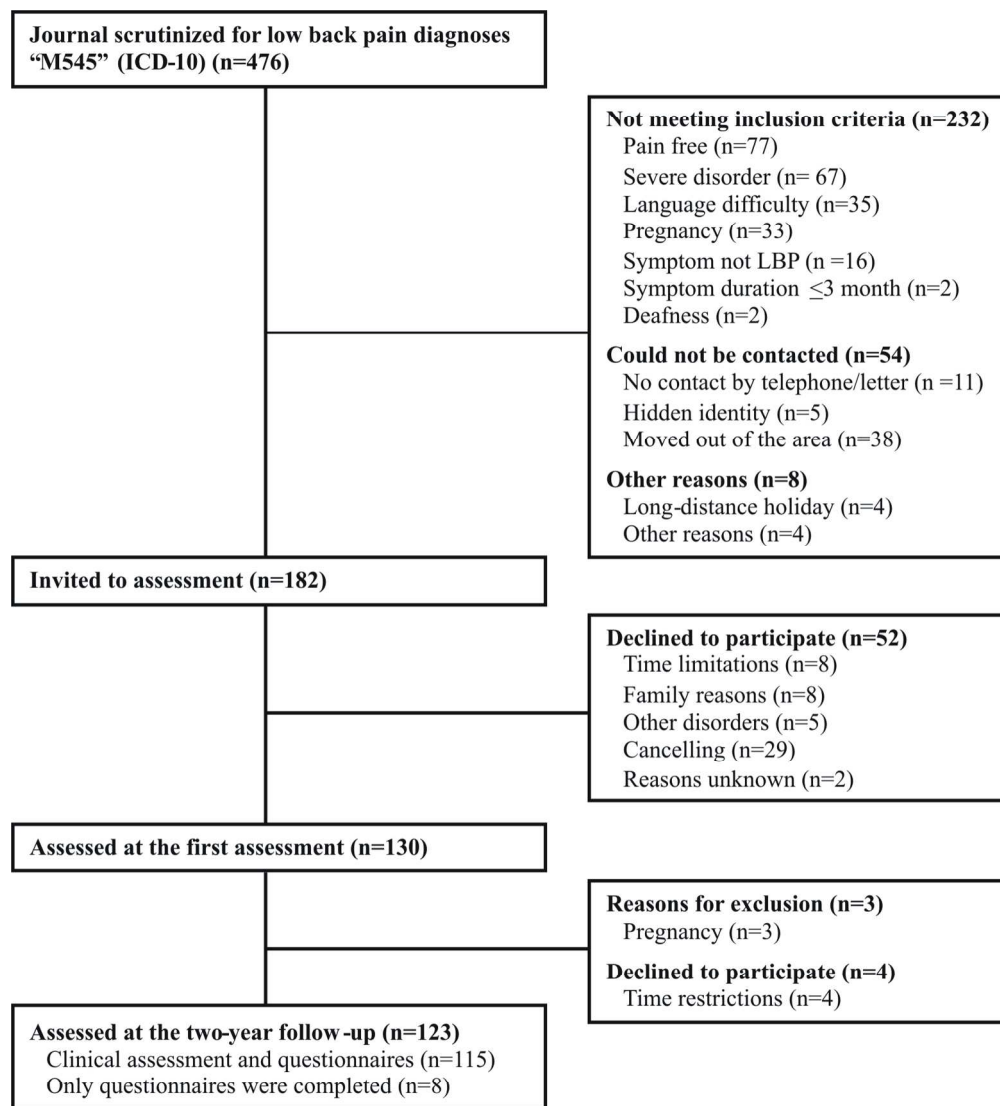 Journal scrutinized for low back pain diagnoses
“M545” (ICD-10) (n=476)
Not meeting inclusion criteria (n=232)
Pain free (n=77)
Severe disorder (n= 67)
Language difficulty (n=35)
Pregnancy (n=33)
Symptom not LBP (n =16)
Symptom duration ≤3 month (n=2)
Deafness (n=2)
Could not be contacted (n=54)
No contact by telephone/letter (n =11)
Hidden identity (n=5)
Moved out of the area (n=38)
Other reasons (n=8)
Long-distance holiday (n=4)
Other reasons (n=4)
Invited to assessment (n=182)
Declined to participate (n=52)
Time limitations (n=8)
Family reasons (n=8)
Other disorders (n=5)
Cancelling (n=29)
Reasons unknown (n=2)
Assessed at the first assessment (n=130)
Reasons for exclusion (n=3)
Pregnancy (n=3)
Declined to participate (n=4)
Time restrictions (n=4)
Assessed at the two-year follow-up (n=123)
Clinical assessment and questionnaires (n=115)
Only questionnaires were completed (n=8)